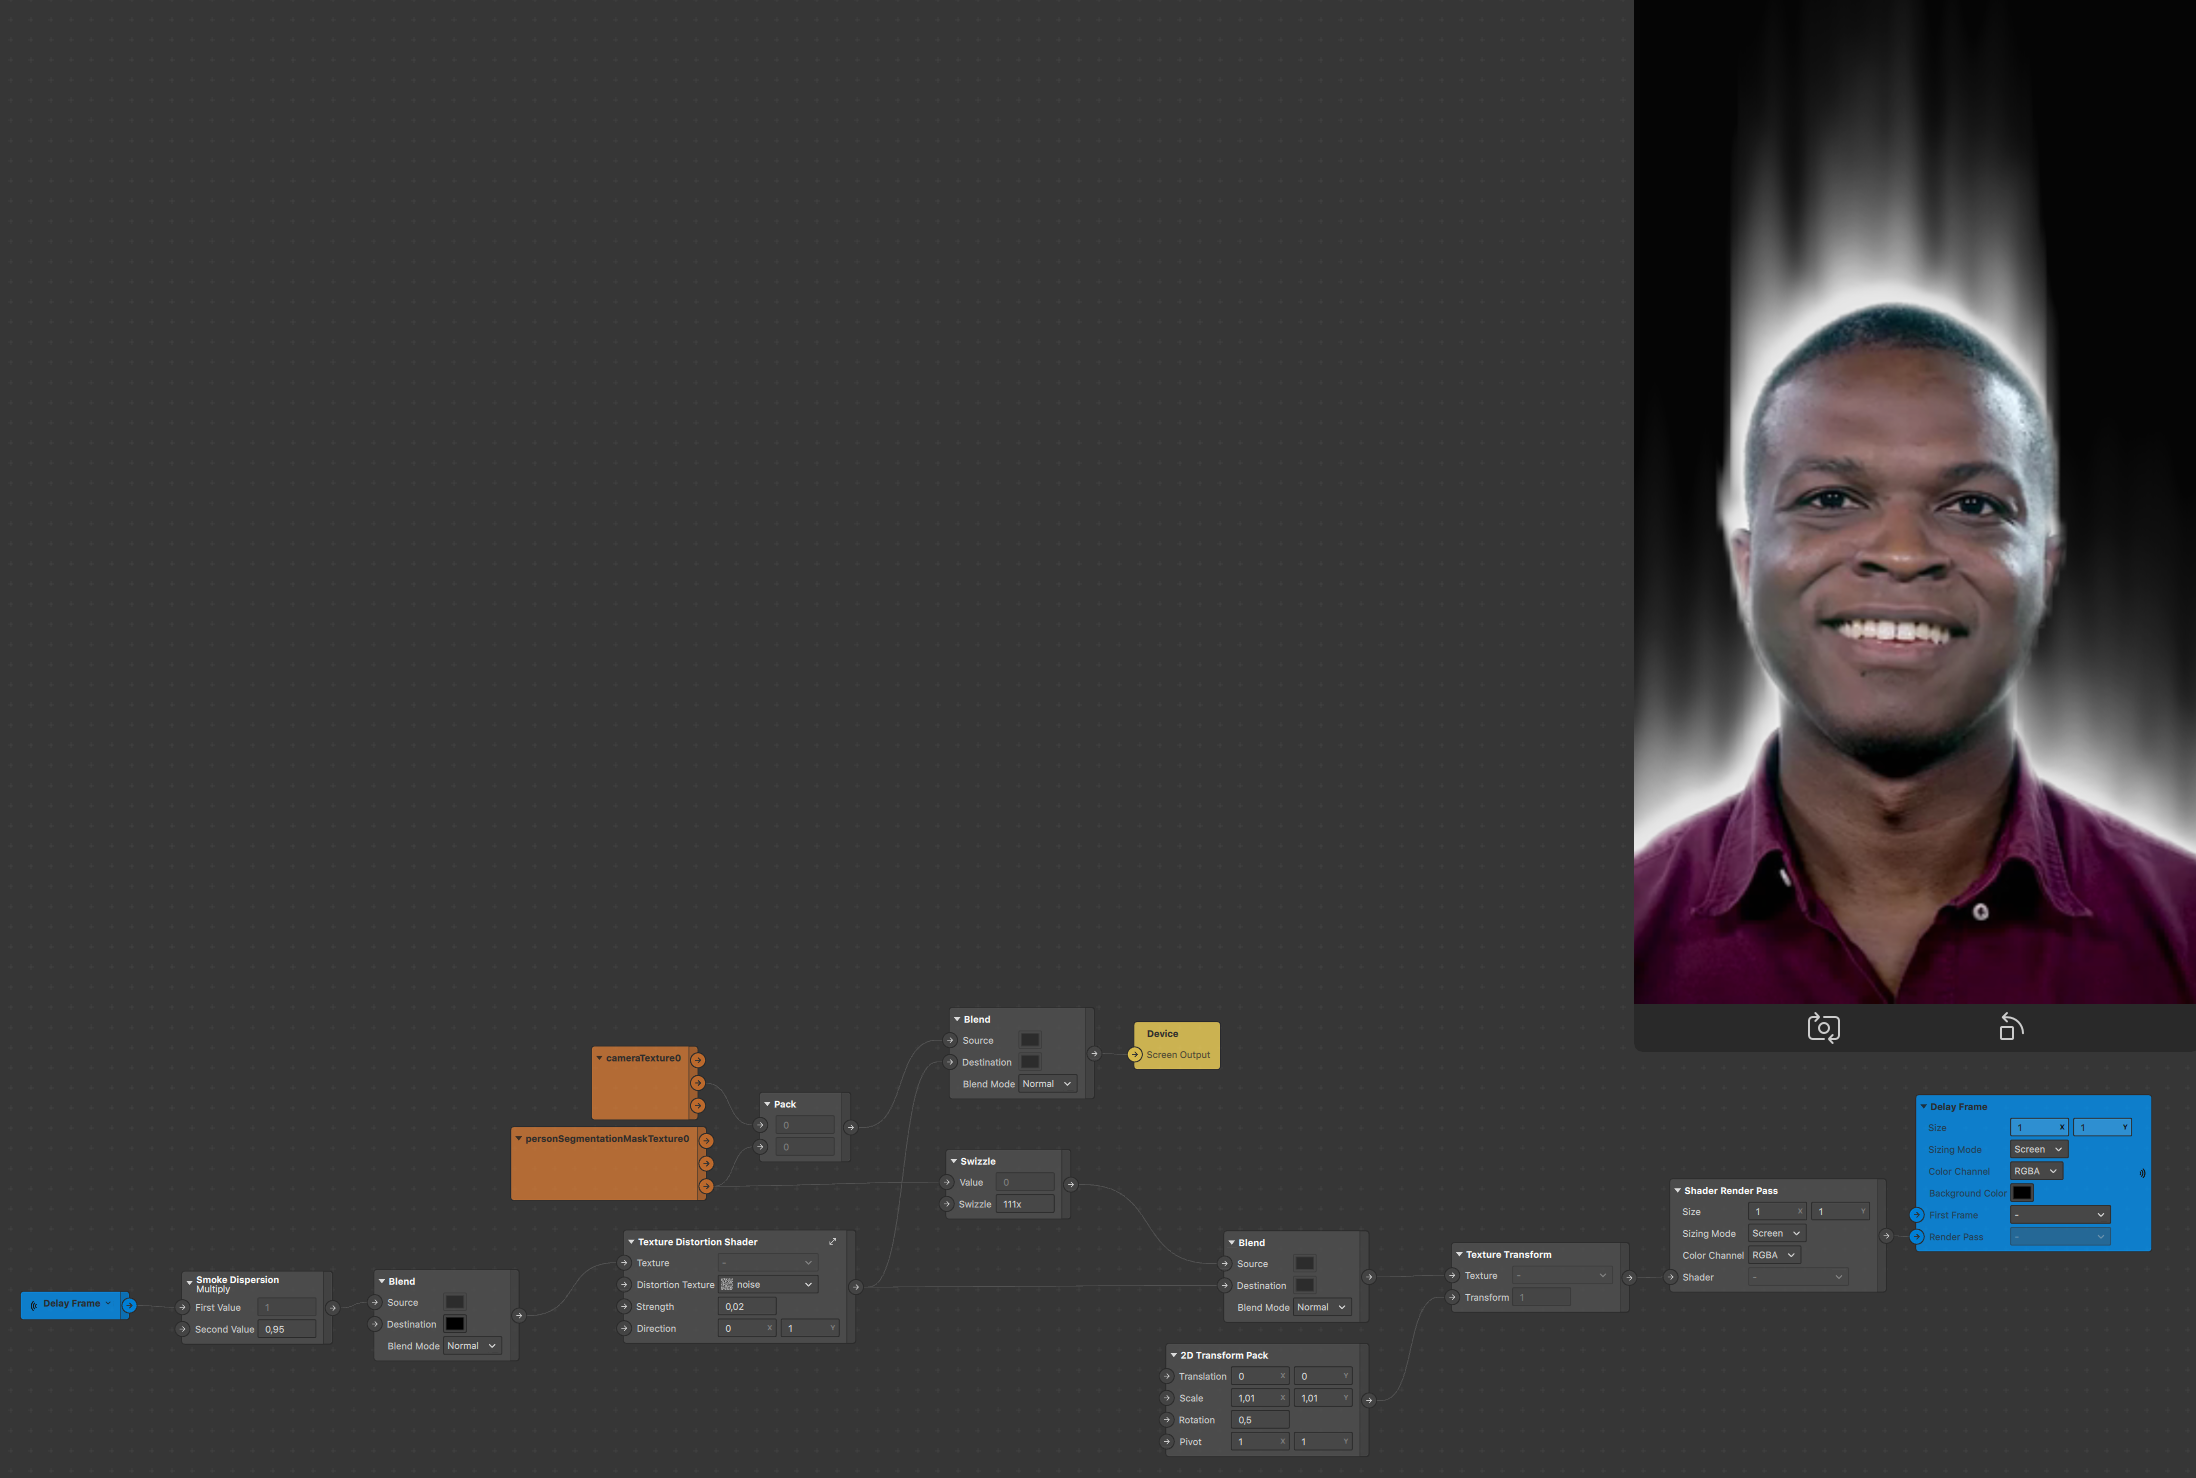 Blend
Source
Destination
Blend Mode Normal
Device
Screen Output
cameraTexture0
Pack
0
0
personSegmentationMaskTexture0
Swizzle
Value 0
Swizzle 111x
Texture Distortion Shader
Texture -
Distortion Texture noise
Strength 0,02
Direction 0 X 1 Y
Delay Frame
Smoke Dispersion
Multiply
First Value 1
Second Value 0,95
Blend
Source
Destination
Blend Mode Normal
Blend
Source
Destination
Blend Mode Normal
2D Transform Pack
Translation 0 X 0 Y
Scale 1,01 X 1,01 Y
Rotation 0,5
Pivot 1 X 1 Y
Texture Transform
Texture -
Transform 1
Shader Render Pass
Size 1 X 1 Y
Sizing Mode Screen
Color Channel RGBA
Shader -
Delay Frame
Size 1 X 1 Y
Sizing Mode Screen
Color Channel RGBA
Background Color
First Frame -
Render Pass -